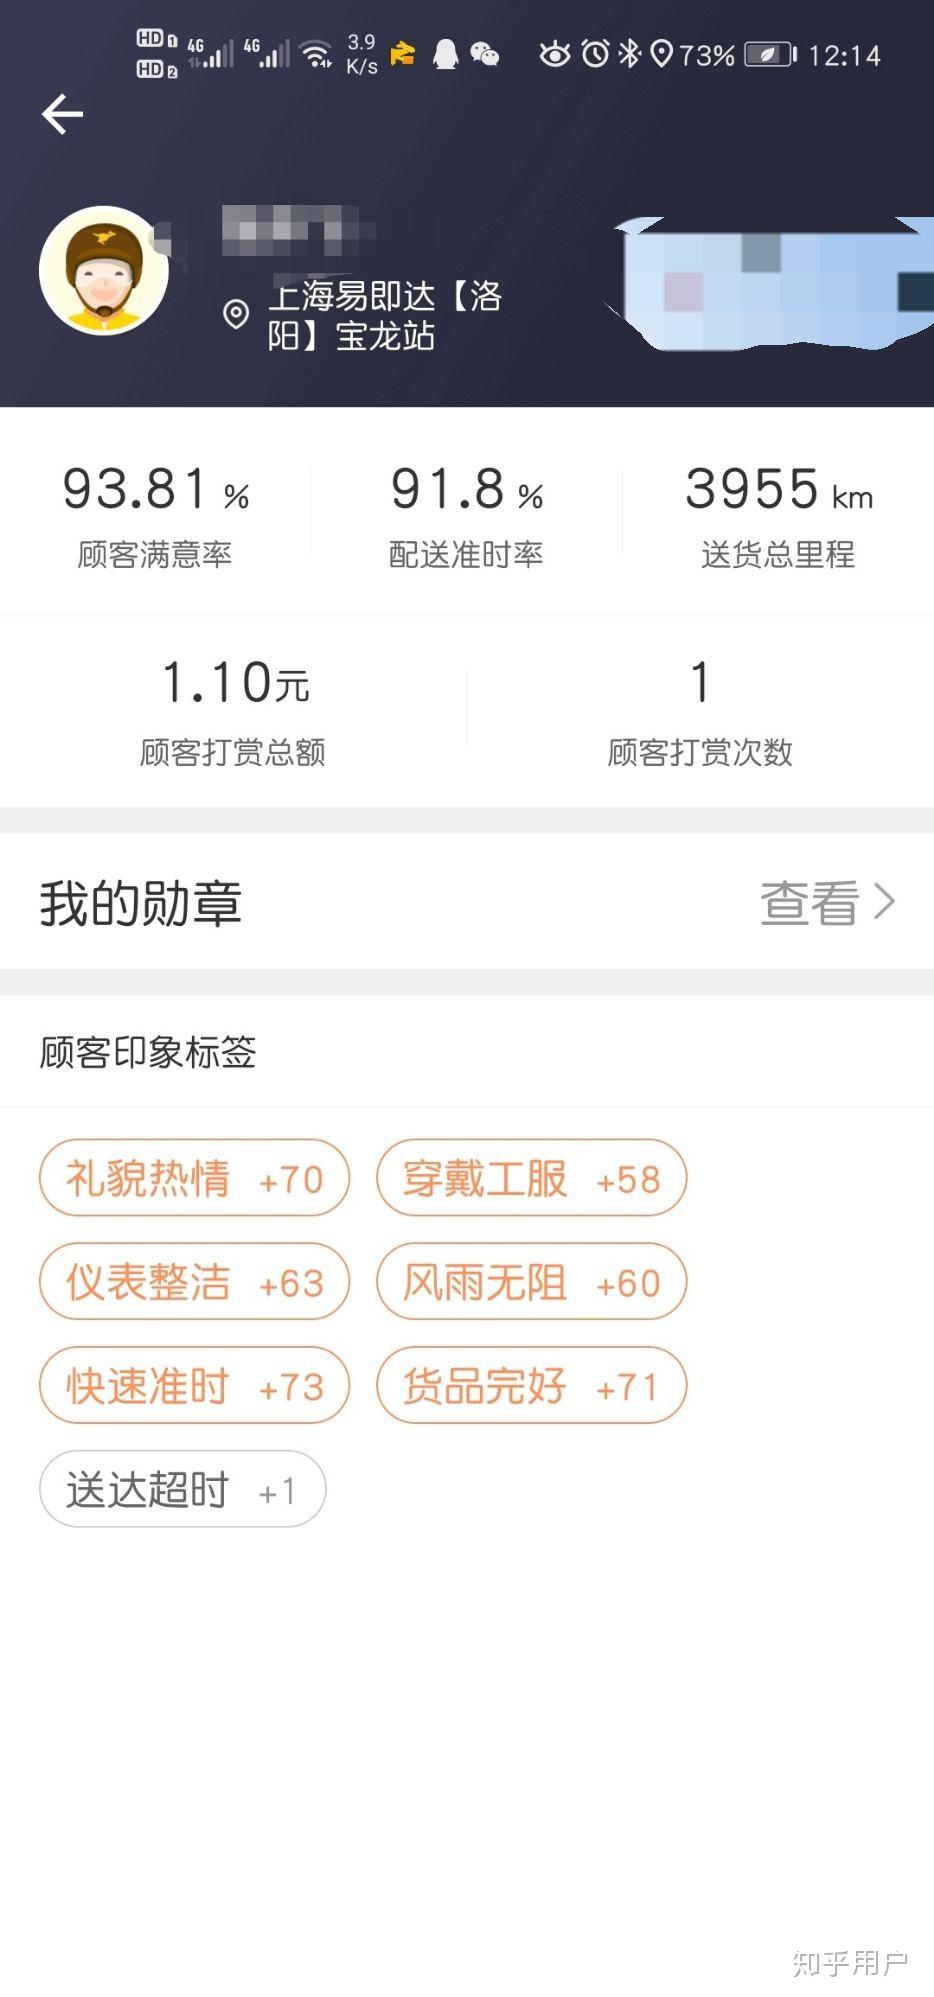 HD 1 4G 4G 3.9 73% 12:14
HD 2 K/s
上海易即达【洛
阳】宝龙站
93.81 % 91.8 % 3955 km
顾客满意率 配送准时率 送货总里程
1.10元 1
顾客打赏总额 顾客打赏次数
我的勋章 查看
顾客印象标签
礼貌热情 +70 穿戴工服 +58
仪表整洁 +63 风雨无阻 +60
快速准时 +73 货品完好 +71
送达超时 +1
知乎用户